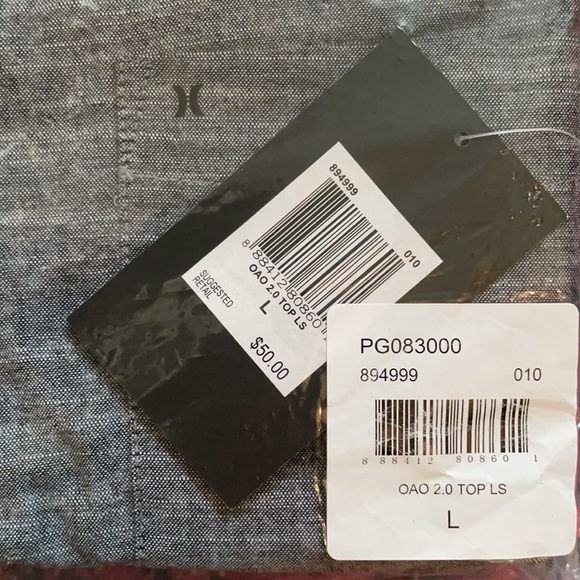 894999
010
8 88412 80860
OAO 2.0 TOP LS
L
SUGGESTED
RETAIL
$50.00
PG083000
894999 010
8 88412 80860 1
OAO 2.0 TOP LS
L